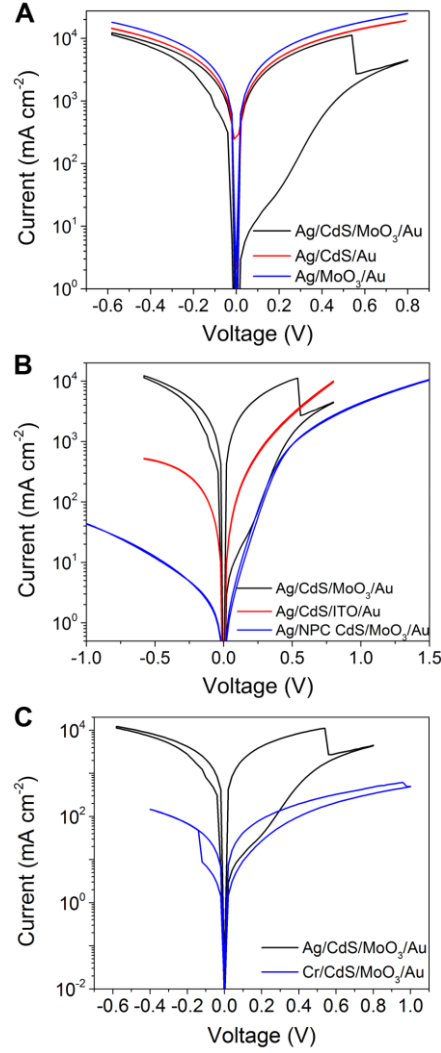 A
Current (mA cm⁻²)
10⁴
10³
10²
10¹
10⁰
Ag/CdS/MoO₃/Au
Ag/CdS/Au
Ag/MoO₃/Au
-0.6 -0.4 -0.2 0.0 0.2 0.4 0.6 0.8
Voltage (V)
B
Current (mA cm⁻²)
10⁴
10³
10²
10¹
10⁰
Ag/CdS/MoO₃/Au
Ag/CdS/ITO/Au
Ag/NPC CdS/MoO₃/Au
-1.0 -0.5 0.0 0.5 1.0 1.5
Voltage (V)
C
Current (mA cm⁻²)
10⁴
10²
10⁰
10⁻²
Ag/CdS/MoO₃/Au
Cr/CdS/MoO₃/Au
-0.6 -0.4 -0.2 0.0 0.2 0.4 0.6 0.8 1.0
Voltage (V)